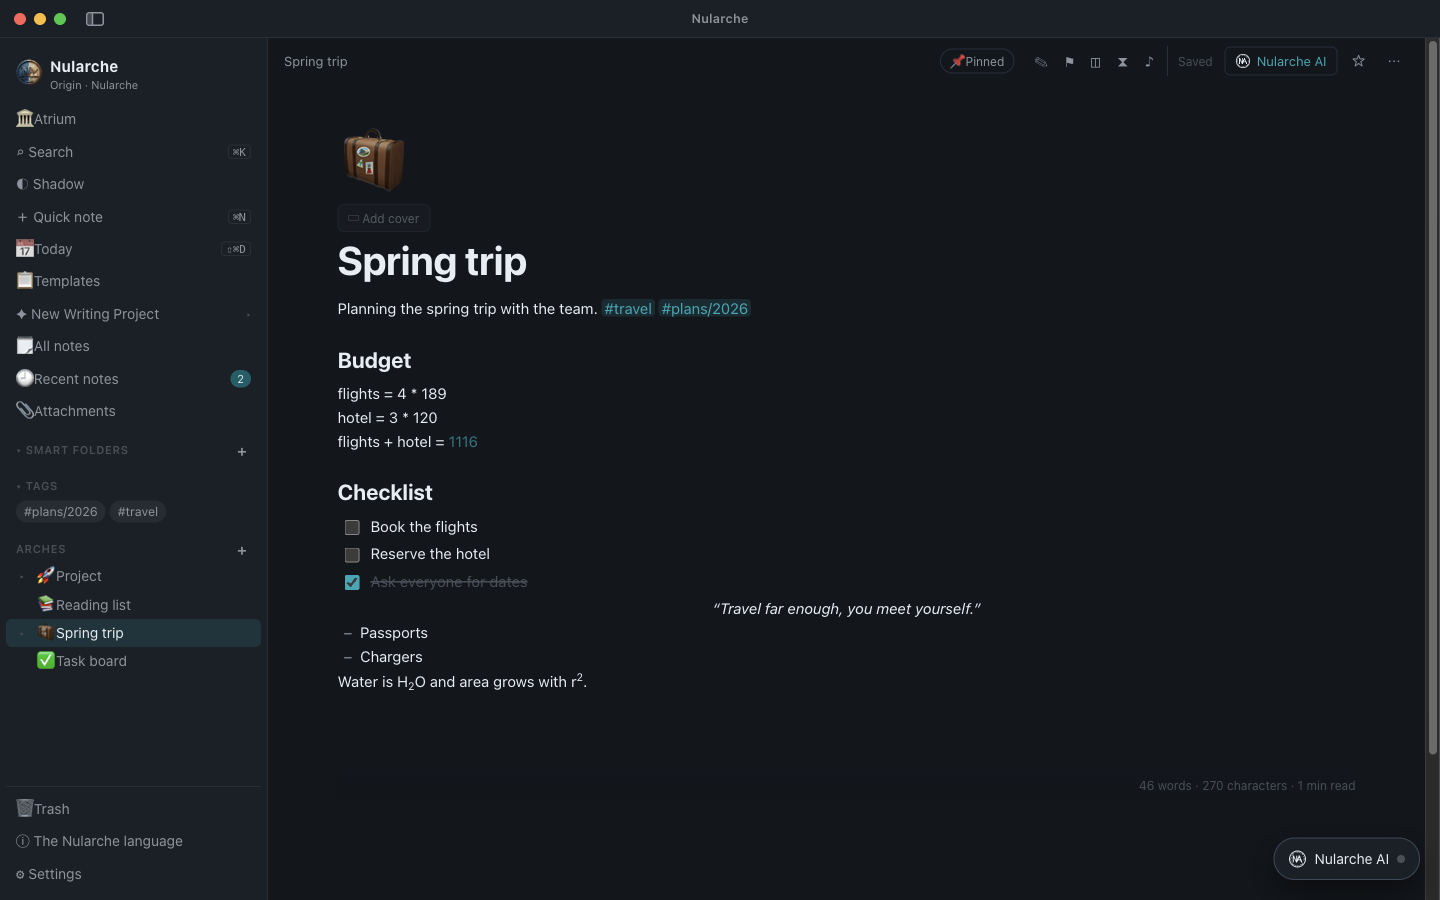 Nularche
Nularche
Origin · Nularche
Atrium
Search ⌘K
Shadow
+ Quick note ⌘N
Today ⇧⌘D
Templates
New Writing Project
All notes
Recent notes 2
Attachments
SMART FOLDERS +
TAGS
#plans/2026 #travel
ARCHES +
Project
Reading list
Spring trip
Task board
Trash
The Nularche language
Settings
Spring trip
Pinned
Saved
Nularche AI
Add cover
Spring trip
Planning the spring trip with the team. #travel #plans/2026
Budget
flights = 4 * 189
hotel = 3 * 120
flights + hotel = 1116
Checklist
Book the flights
Reserve the hotel
Ask everyone for dates
“Travel far enough, you meet yourself.”
– Passports
– Chargers
Water is H₂O and area grows with r².
46 words · 270 characters · 1 min read
Nularche AI